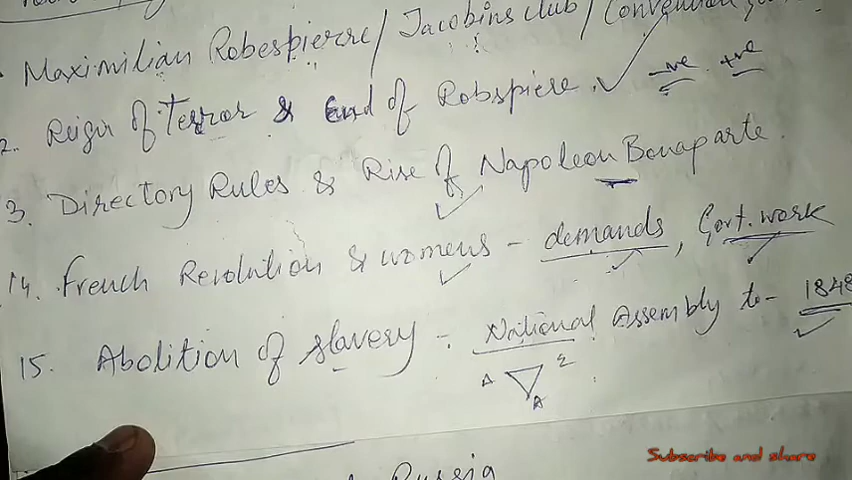 Maximilian Robespierre/ Jacobins club / Convention
2. Reign of Terror & End of Robspiere. -ve +ve
3. Directory Rules & Rise of Napoleon Bonaparte.
14. French Revolution & womens - demands, Govt. work
15. Abolition of slavery - National Assembly to - 1848
A E
A
Russia
Subscribe and share